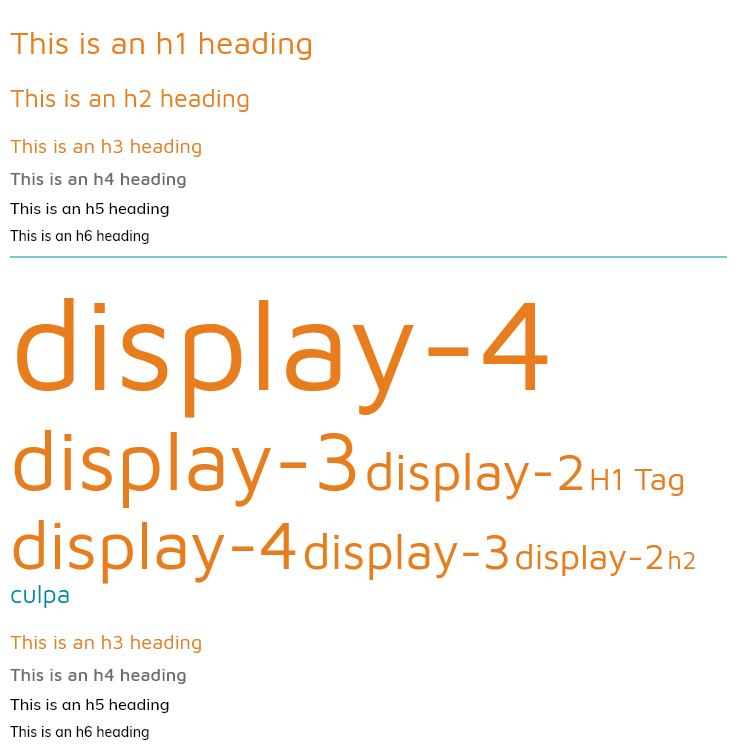 This is an h1 heading
This is an h2 heading
This is an h3 heading
This is an h4 heading
This is an h5 heading
This is an h6 heading
display-4
display-3 display-2 H1 Tag
display-4 display-3 display-2 h2
culpa
This is an h3 heading
This is an h4 heading
This is an h5 heading
This is an h6 heading